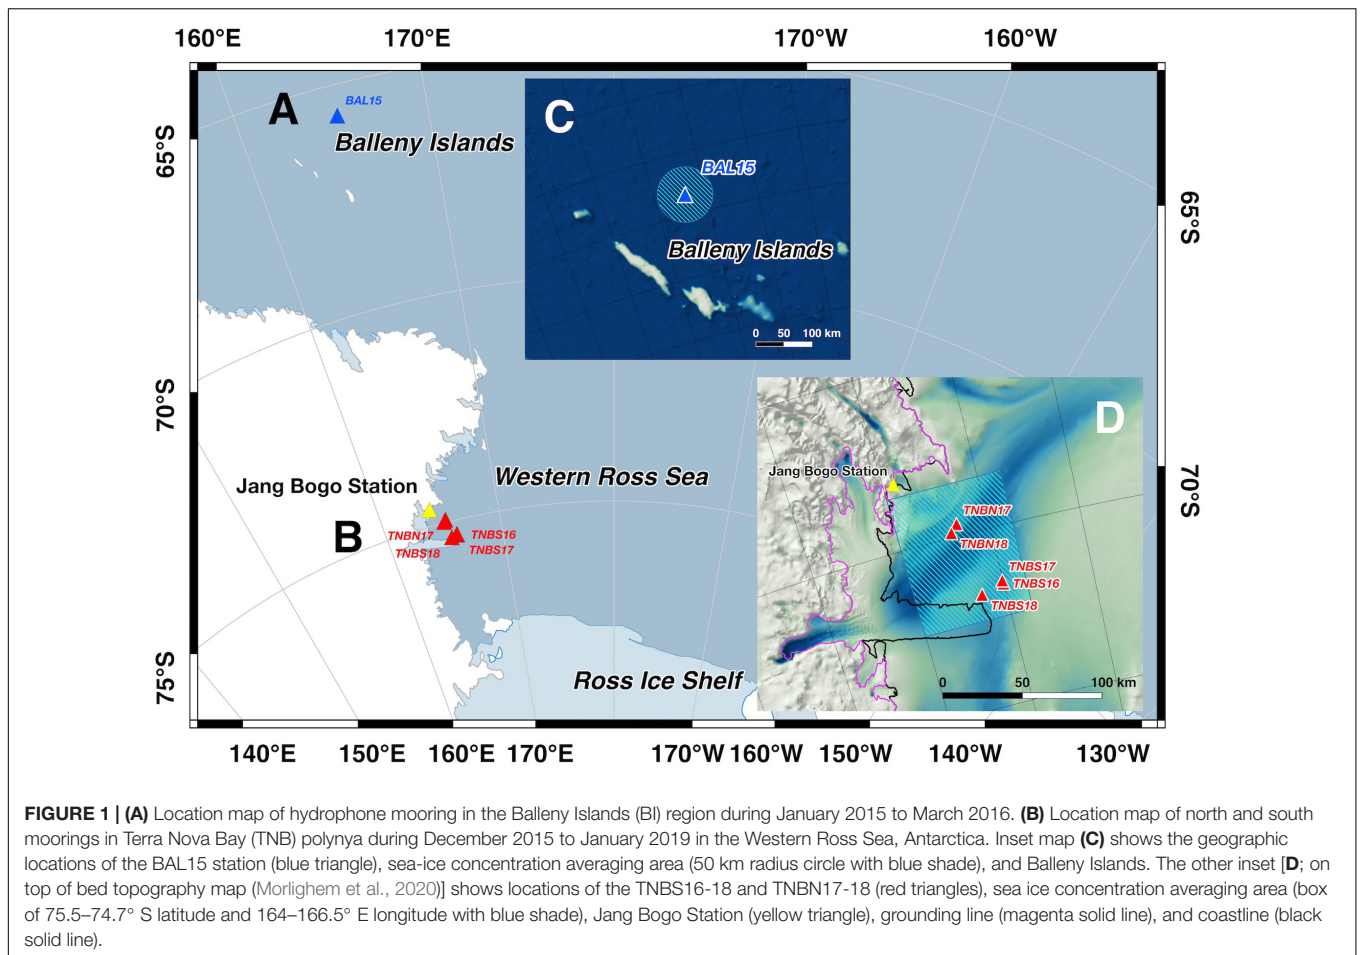 160°E 170°E 170°W 160°W
65°S
70°S
75°S
65°S
70°S
A
BAL15
Balleny Islands
C
BAL15
Balleny Islands
0 50 100 km
D
Jang Bogo Station
TNBN17
TNBN18
TNBS17
TNBS16
TNBS18
0 50 100 km
Western Ross Sea
Jang Bogo Station
B
TNBN17 TNBS16
TNBS18 TNBS17
Ross Ice Shelf
140°E 150°E 160°E 170°E 170°W 160°W 150°W 140°W 130°W
FIGURE 1 | (A) Location map of hydrophone mooring in the Balleny Islands (BI) region during January 2015 to March 2016. (B) Location map of north and south
moorings in Terra Nova Bay (TNB) polynya during December 2015 to January 2019 in the Western Ross Sea, Antarctica. Inset map (C) shows the geographic
locations of the BAL15 station (blue triangle), sea-ice concentration averaging area (50 km radius circle with blue shade), and Balleny Islands. The other inset [D; on
top of bed topography map (Morlighem et al., 2020)] shows locations of the TNBS16-18 and TNBN17-18 (red triangles), sea ice concentration averaging area (box
of 75.5–74.7° S latitude and 164–166.5° E longitude with blue shade), Jang Bogo Station (yellow triangle), grounding line (magenta solid line), and coastline (black
solid line).